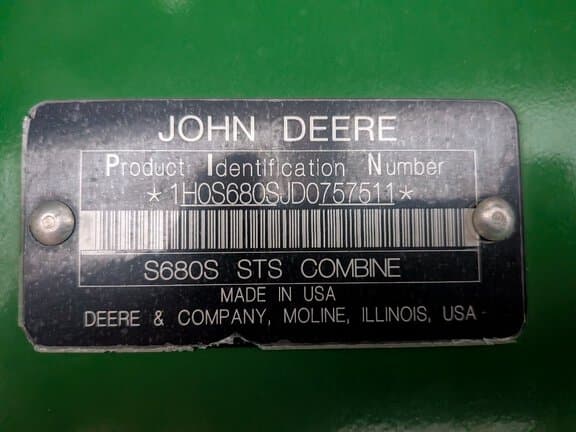 JOHN DEERE
Product Identification Number
*1H0S680SJD0757511*
S680S STS COMBINE
MADE IN USA
DEERE & COMPANY, MOLINE, ILLINOIS, USA